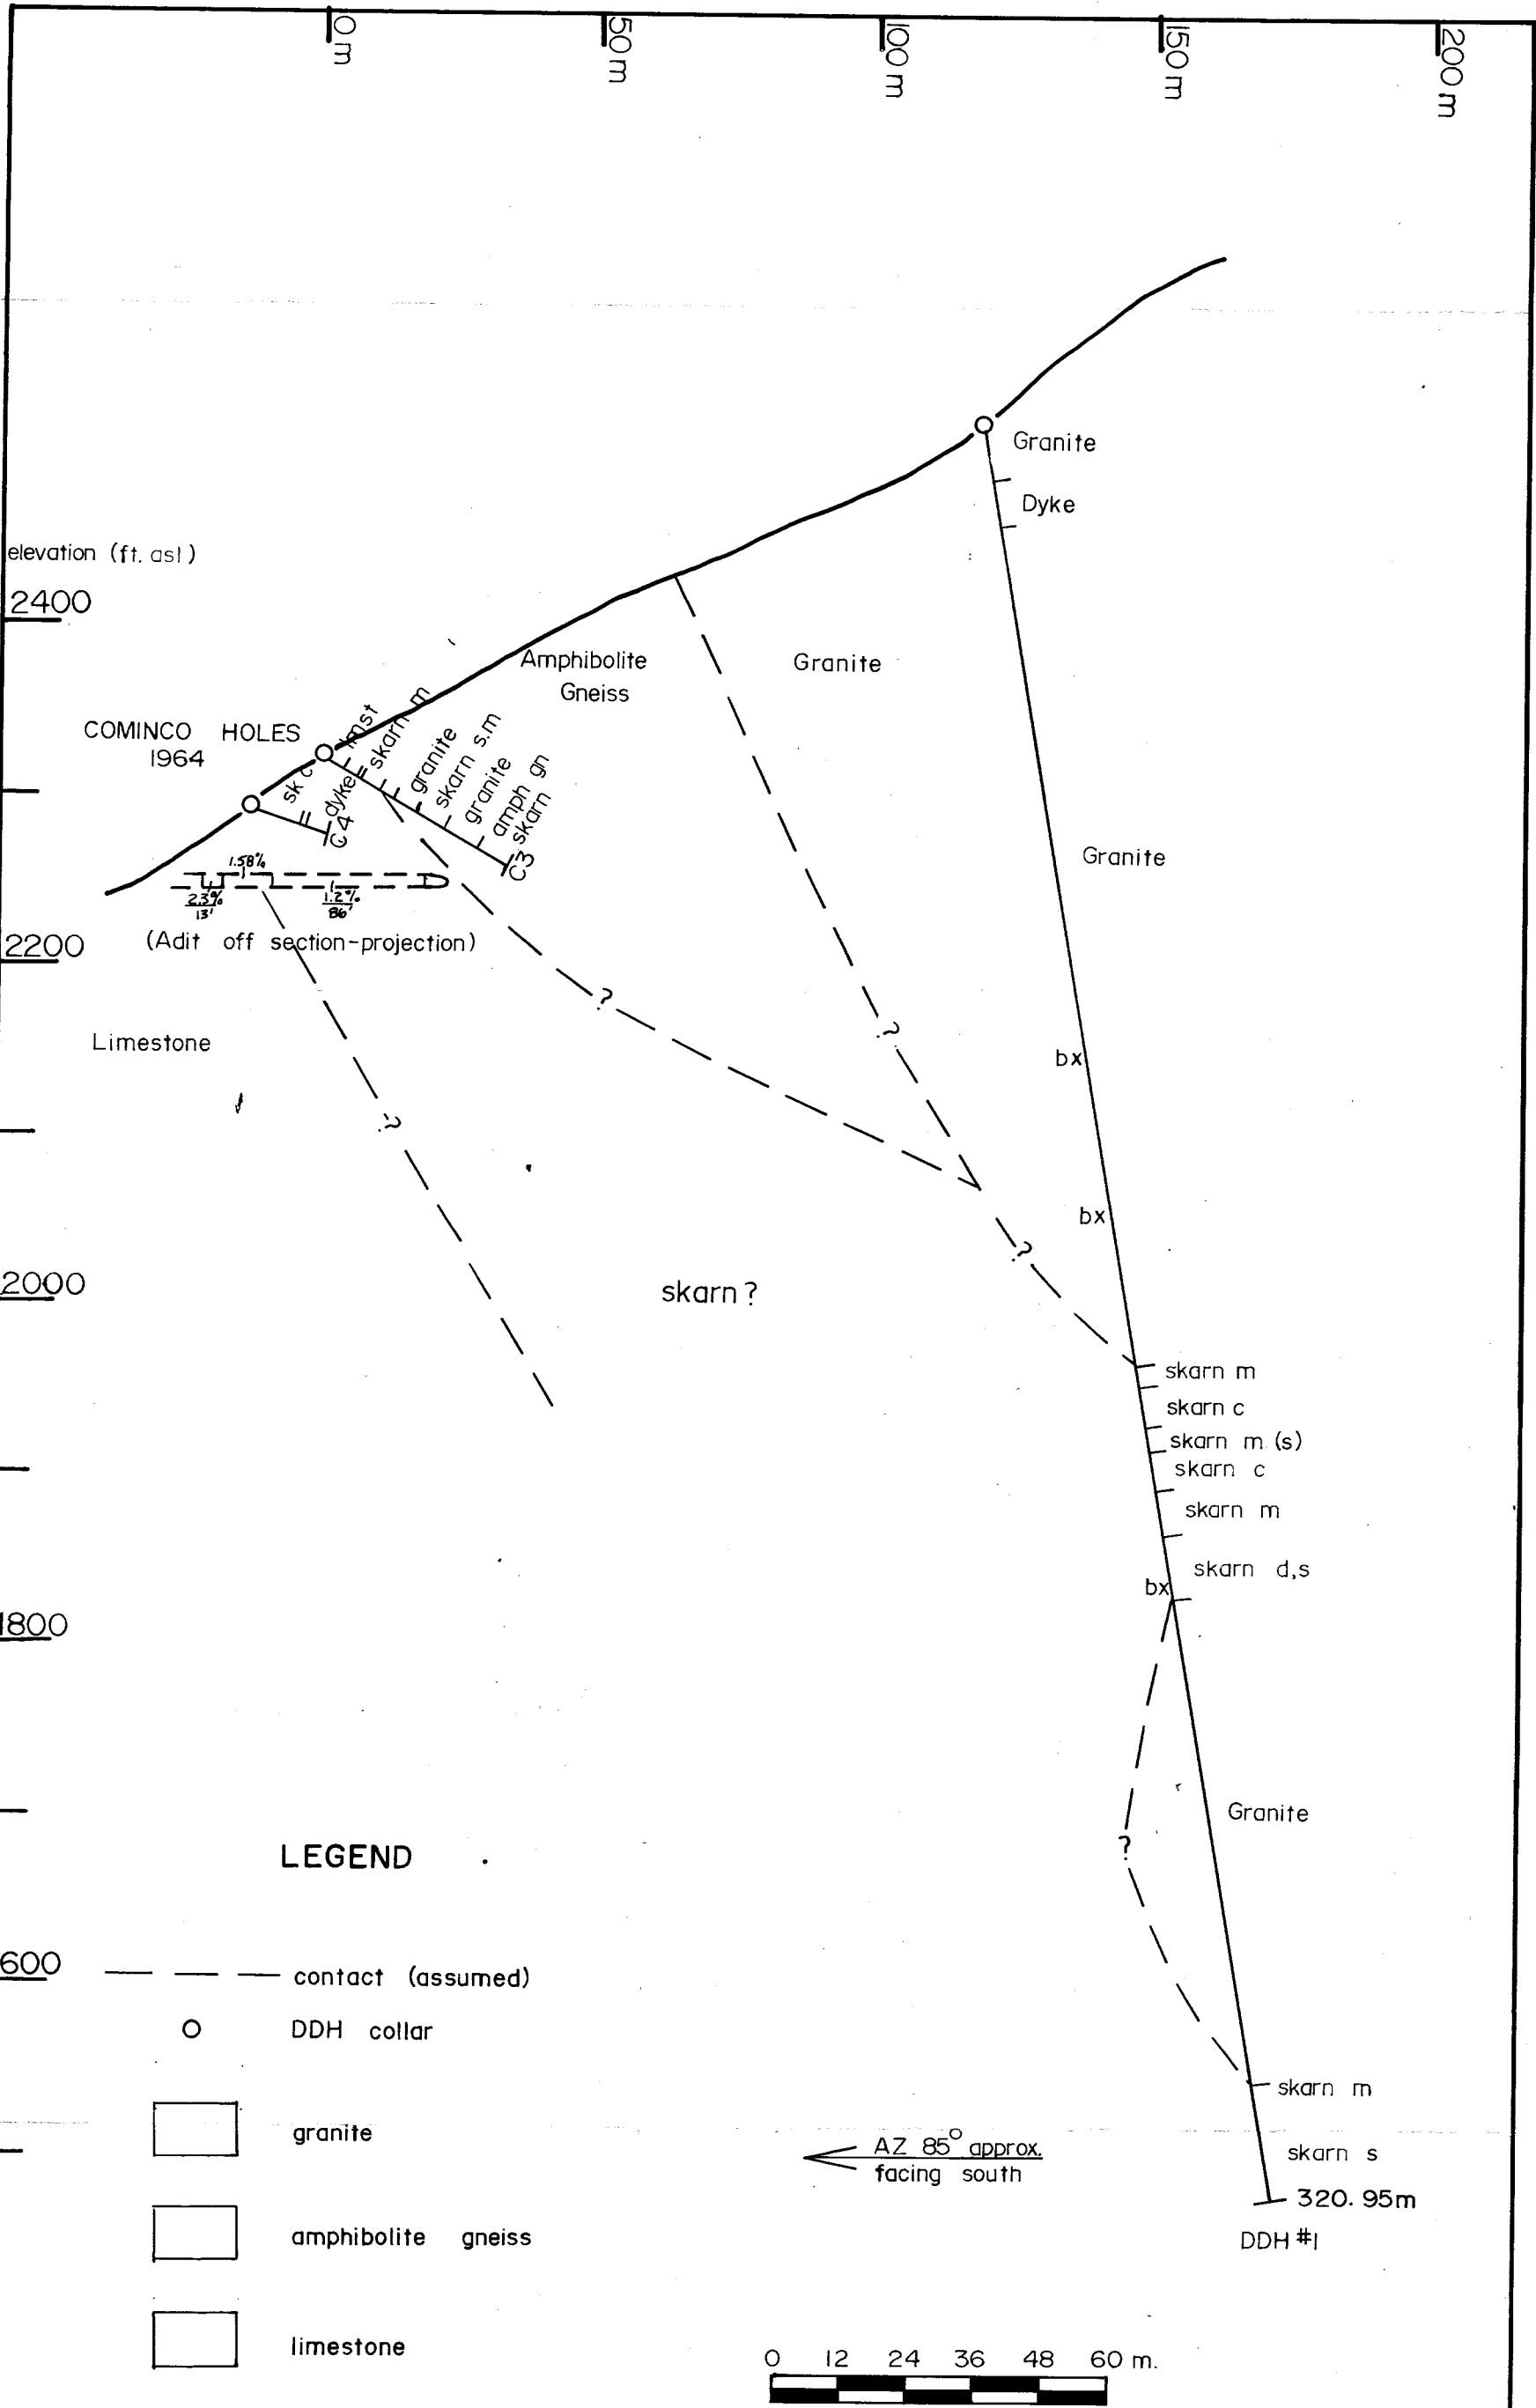 0 m
50 m
100 m
150 m
200 m
Granite
Dyke
elevation (ft. asl)
2400
Amphibolite
Gneiss
Granite
COMINCO HOLES
1964
lmst
skarn m
granite
skarn s.m
granite
amph gn
skarn
sk c
dyke
C4
C3
Granite
1.58%
2.3%
13'
1.2%
86'
2200
(Adit off section-projection)
?
?
Limestone
bx
?
bx
?
2000
skarn ?
skarn m
skarn c
skarn m (s)
skarn c
skarn m
skarn d,s
bx
1800
Granite
?
LEGEND
600
contact (assumed)
DDH collar
granite
AZ 85° approx.
facing south
skarn m
skarn s
320.95m
DDH #1
amphibolite gneiss
limestone
0 12 24 36 48 60 m.